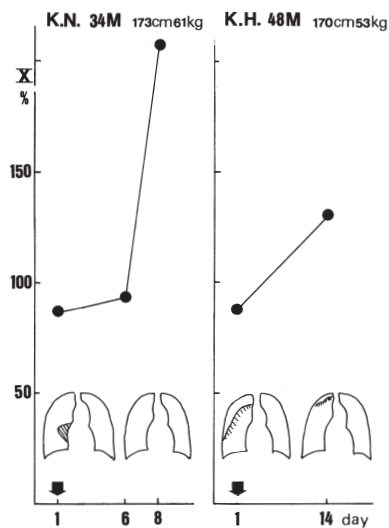 K.N. 34M 173cm61kg
K.H. 48M 170cm53kg
X
%
150
100
50
1 6 8
1 14 day